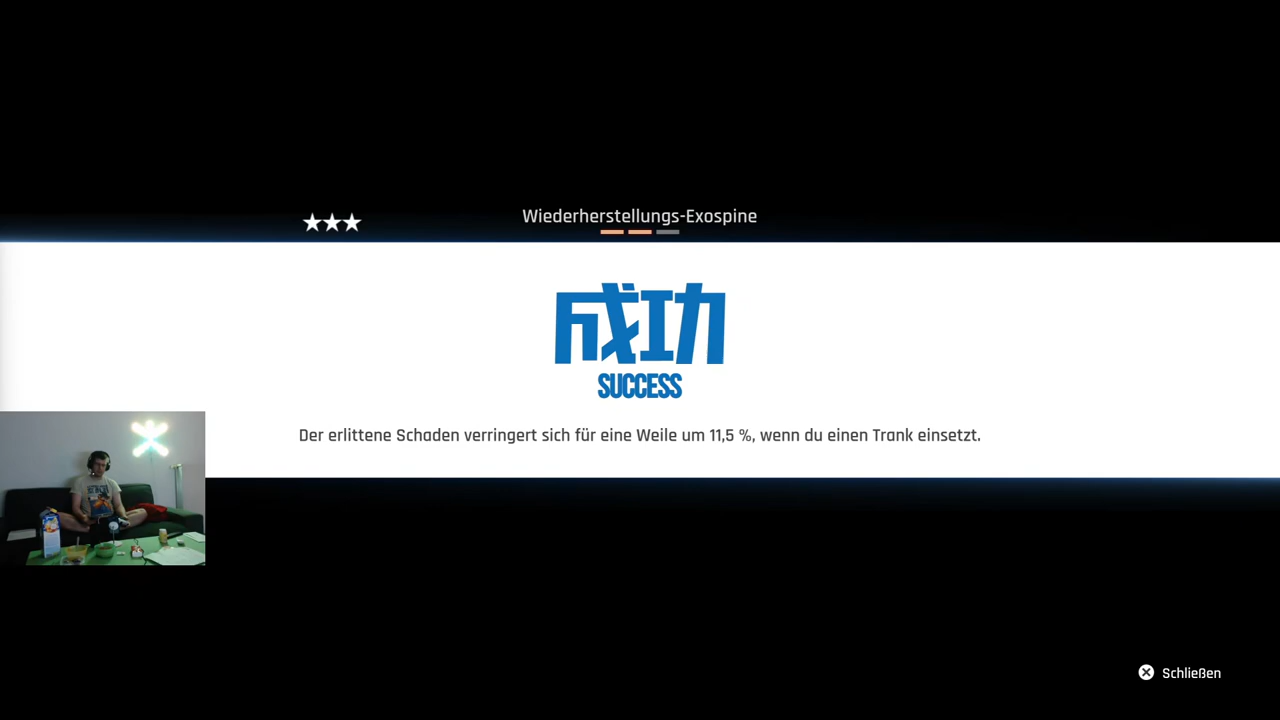 Wiederherstellungs-Exospine
成功
SUCCESS
Der erlittene Schaden verringert sich für eine Weile um 11,5 %, wenn du einen Trank einsetzt.
Schließen